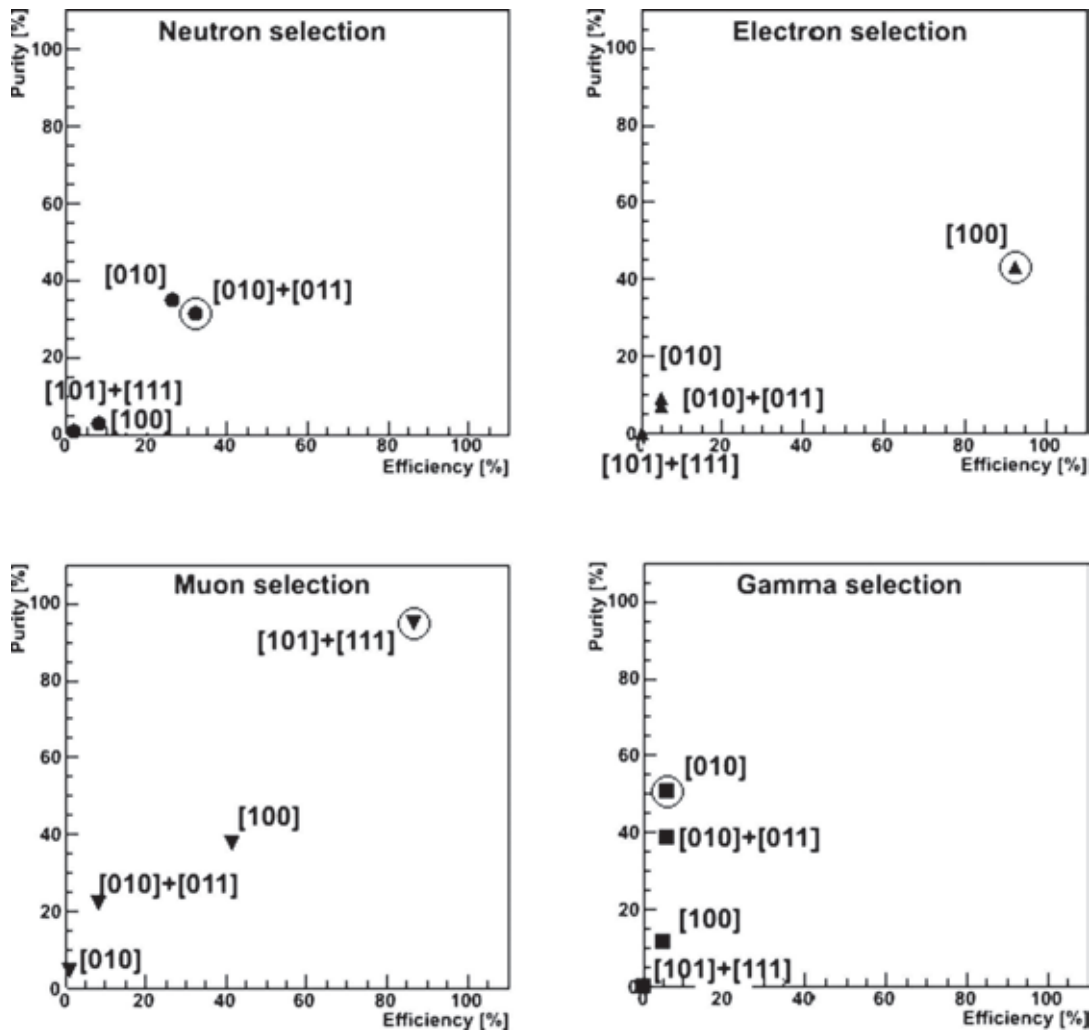 Neutron selection
Purity [%]
100
80
60
40
20
0
[010]
[010]+[011]
[101]+[111]
[100]
0 20 40 60 80 100
Efficiency [%]
Electron selection
Purity [%]
100
80
60
40
20
0
[100]
[010]
[010]+[011]
[101]+[111]
0 20 40 60 80 100
Efficiency [%]
Muon selection
Purity [%]
100
80
60
40
20
0
[101]+[111]
[100]
[010]+[011]
[010]
0 20 40 60 80 100
Efficiency [%]
Gamma selection
Purity [%]
100
80
60
40
20
0
[010]
[010]+[011]
[100]
[101]+[111]
0 20 40 60 80 100
Efficiency [%]